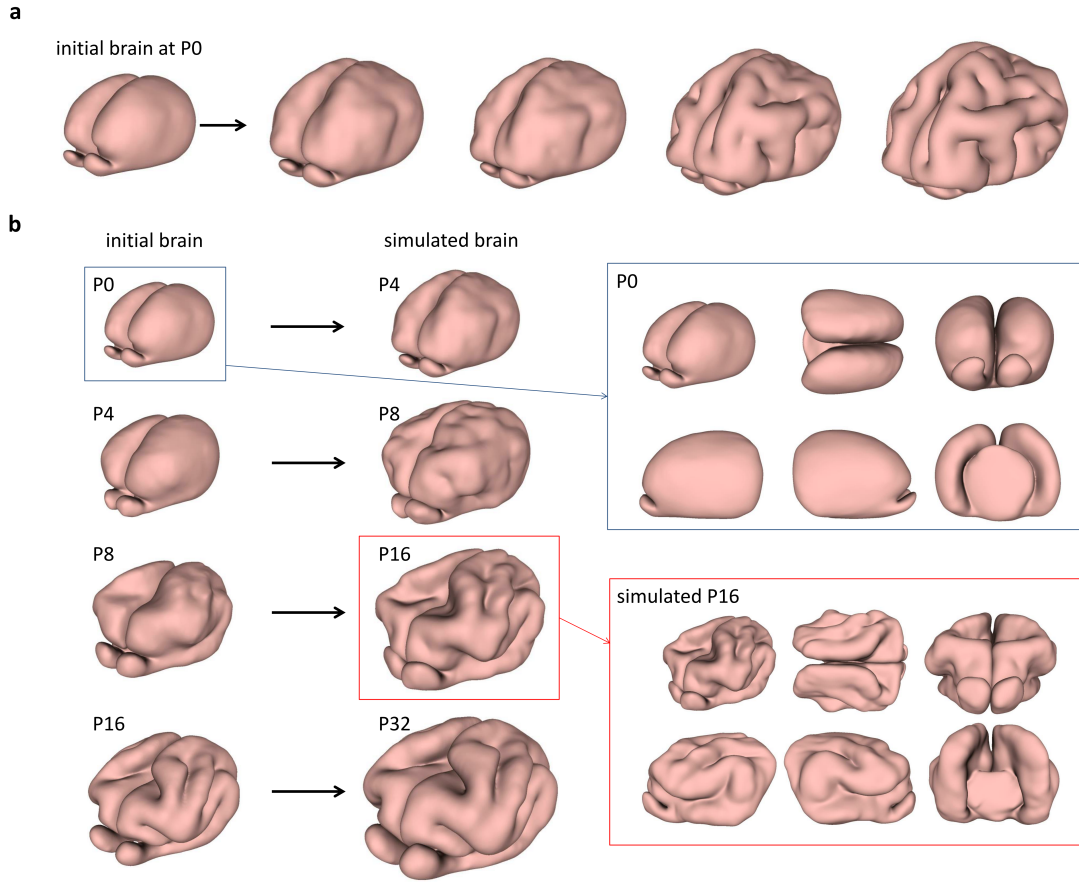 a
initial brain at P0
b
initial brain
simulated brain
P0
P4
P0
P4
P8
P8
P16
simulated P16
P16
P32